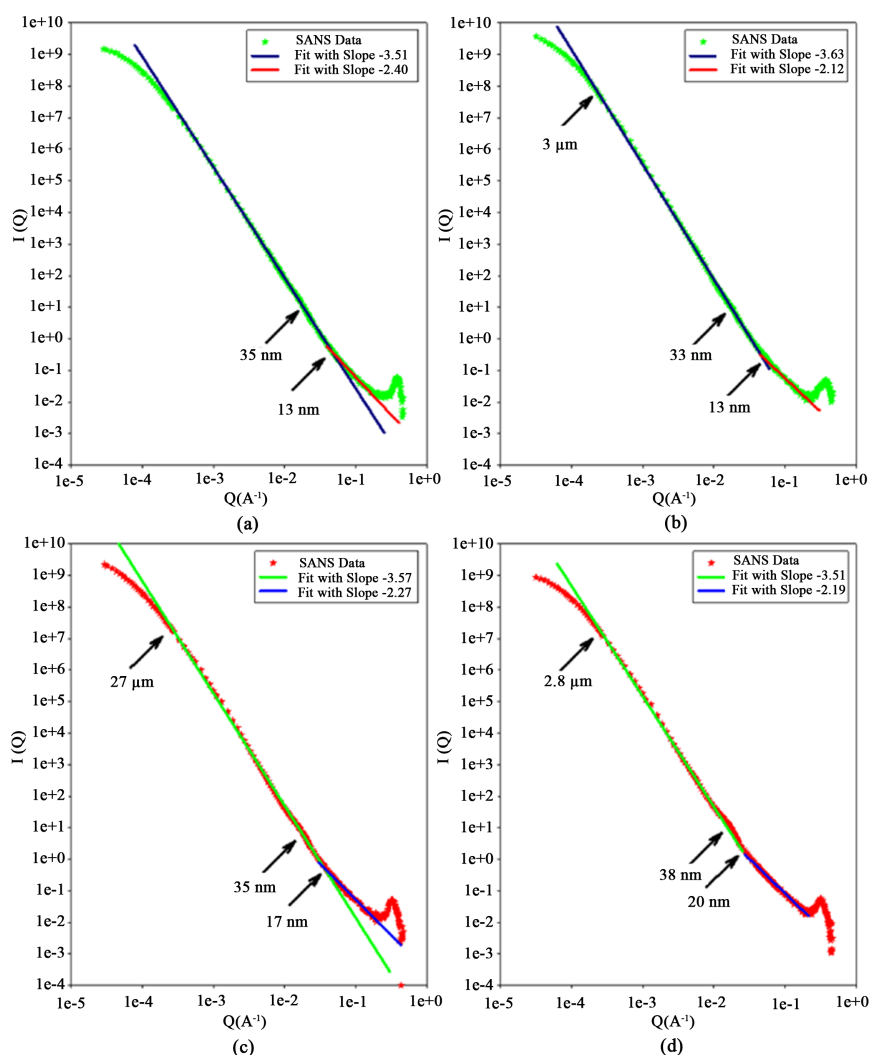 1e+10
1e+9
1e+8
1e+7
1e+6
1e+5
1e+4
1e+3
1e+2
1e+1
1e+0
1e-1
1e-2
1e-3
1e-4
I (Q)
SANS Data
Fit with Slope -3.51
Fit with Slope -2.40
35 nm
13 nm
1e-5 1e-4 1e-3 1e-2 1e-1 1e+0
Q(A⁻¹)
(a)
1e+10
1e+9
1e+8
1e+7
1e+6
1e+5
1e+4
1e+3
1e+2
1e+1
1e+0
1e-1
1e-2
1e-3
1e-4
I (Q)
SANS Data
Fit with Slope -3.63
Fit with Slope -2.12
3 μm
33 nm
13 nm
1e-5 1e-4 1e-3 1e-2 1e-1 1e+0
Q(A⁻¹)
(b)
1e+10
1e+9
1e+8
1e+7
1e+6
1e+5
1e+4
1e+3
1e+2
1e+1
1e+0
1e-1
1e-2
1e-3
1e-4
I (Q)
SANS Data
Fit with Slope -3.57
Fit with Slope -2.27
27 μm
35 nm
17 nm
1e-5 1e-4 1e-3 1e-2 1e-1 1e+0
Q(A⁻¹)
(c)
1e+10
1e+9
1e+8
1e+7
1e+6
1e+5
1e+4
1e+3
1e+2
1e+1
1e+0
1e-1
1e-2
1e-3
1e-4
I (Q)
SANS Data
Fit with Slope -3.51
Fit with Slope -2.19
2.8 μm
38 nm
20 nm
1e-5 1e-4 1e-3 1e-2 1e-1 1e+0
Q(A⁻¹)
(d)